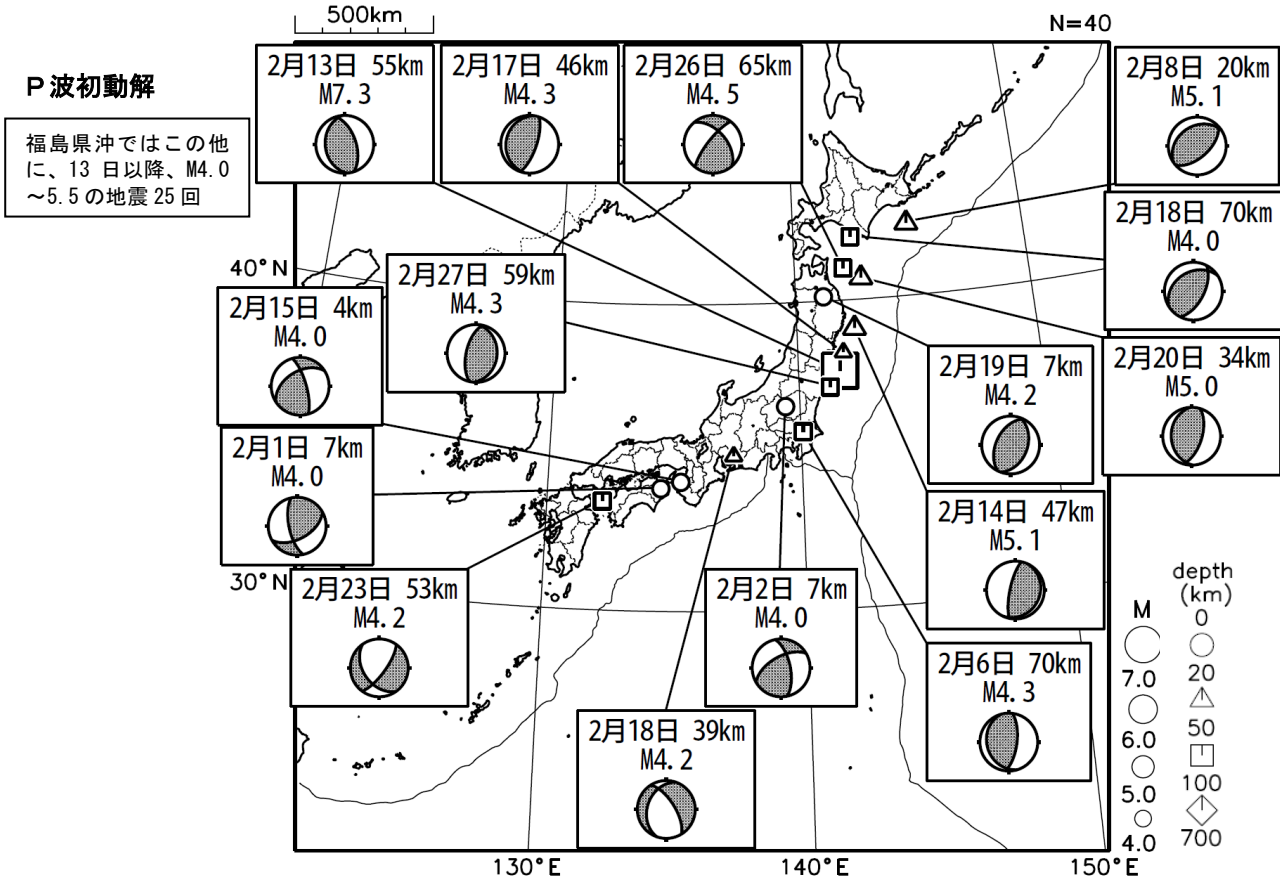 500km
N=40
P波初動解
福島県沖ではこの他
に、13 日以降、M4.0
～5.5の地震25回
2月13日 55km
M7.3
2月17日 46km
M4.3
2月26日 65km
M4.5
2月8日 20km
M5.1
2月18日 70km
M4.0
2月20日 34km
M5.0
2月27日 59km
M4.3
2月15日 4km
M4.0
2月1日 7km
M4.0
2月23日 53km
M4.2
2月18日 39km
M4.2
2月2日 7km
M4.0
2月19日 7km
M4.2
2月14日 47km
M5.1
2月6日 70km
M4.3
40°N
30°N
130°E
140°E
150°E
M
7.0
6.0
5.0
4.0
depth
(km)
0
20
50
100
700